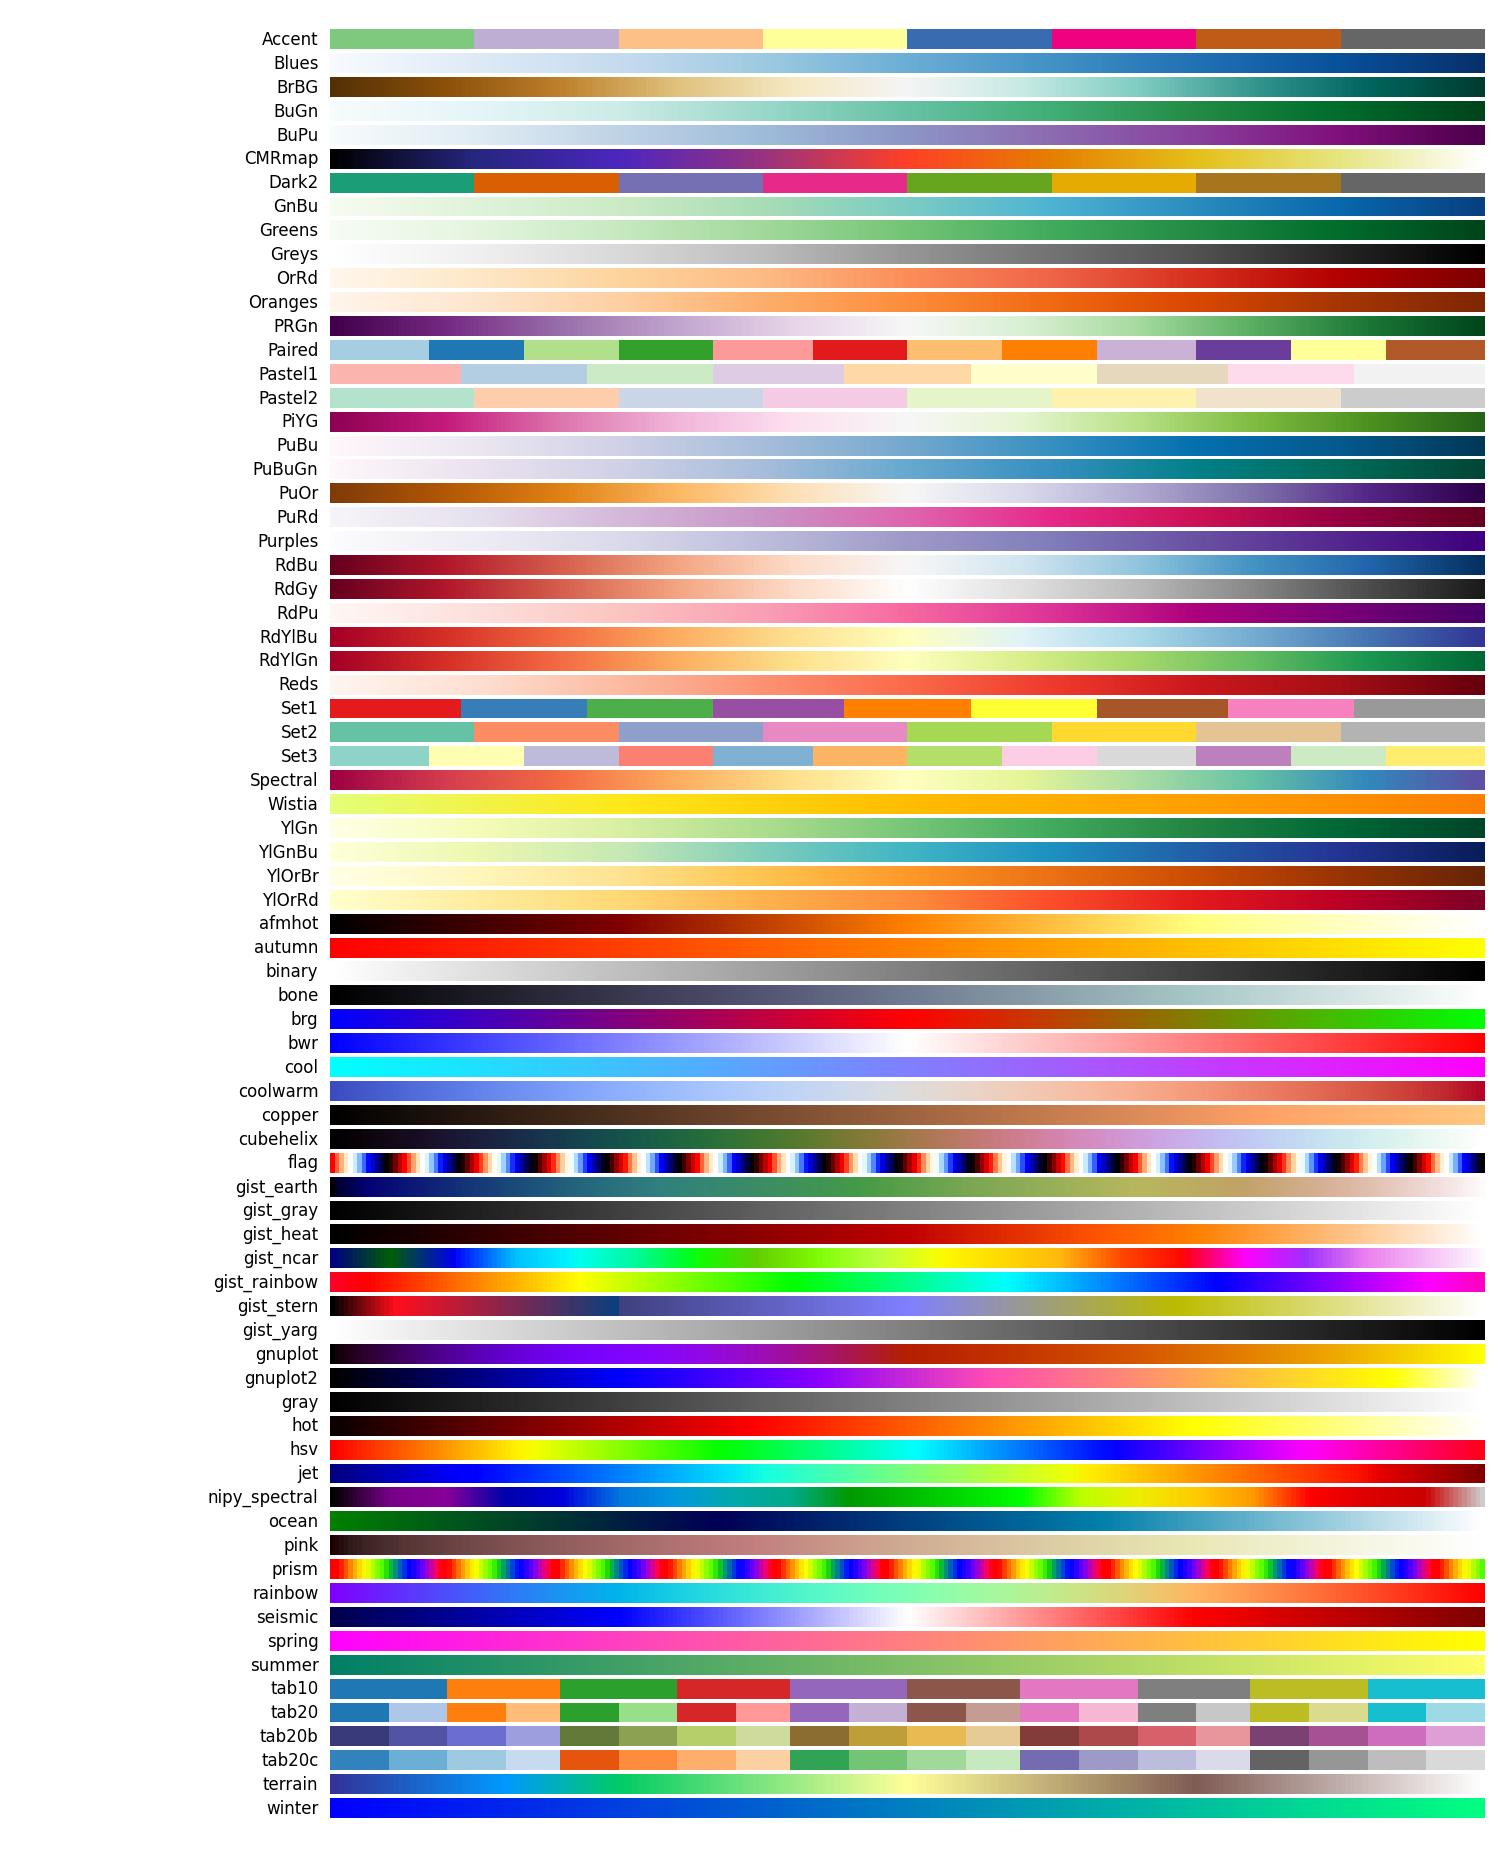 Accent
Blues
BrBG
BuGn
BuPu
CMRmap
Dark2
GnBu
Greens
Greys
OrRd
Oranges
PRGn
Paired
Pastel1
Pastel2
PiYG
PuBu
PuBuGn
PuOr
PuRd
Purples
RdBu
RdGy
RdPu
RdYlBu
RdYlGn
Reds
Set1
Set2
Set3
Spectral
Wistia
YlGn
YlGnBu
YlOrBr
YlOrRd
afmhot
autumn
binary
bone
brg
bwr
cool
coolwarm
copper
cubehelix
flag
gist_earth
gist_gray
gist_heat
gist_ncar
gist_rainbow
gist_stern
gist_yarg
gnuplot
gnuplot2
gray
hot
hsv
jet
nipy_spectral
ocean
pink
prism
rainbow
seismic
spring
summer
tab10
tab20
tab20b
tab20c
terrain
winter